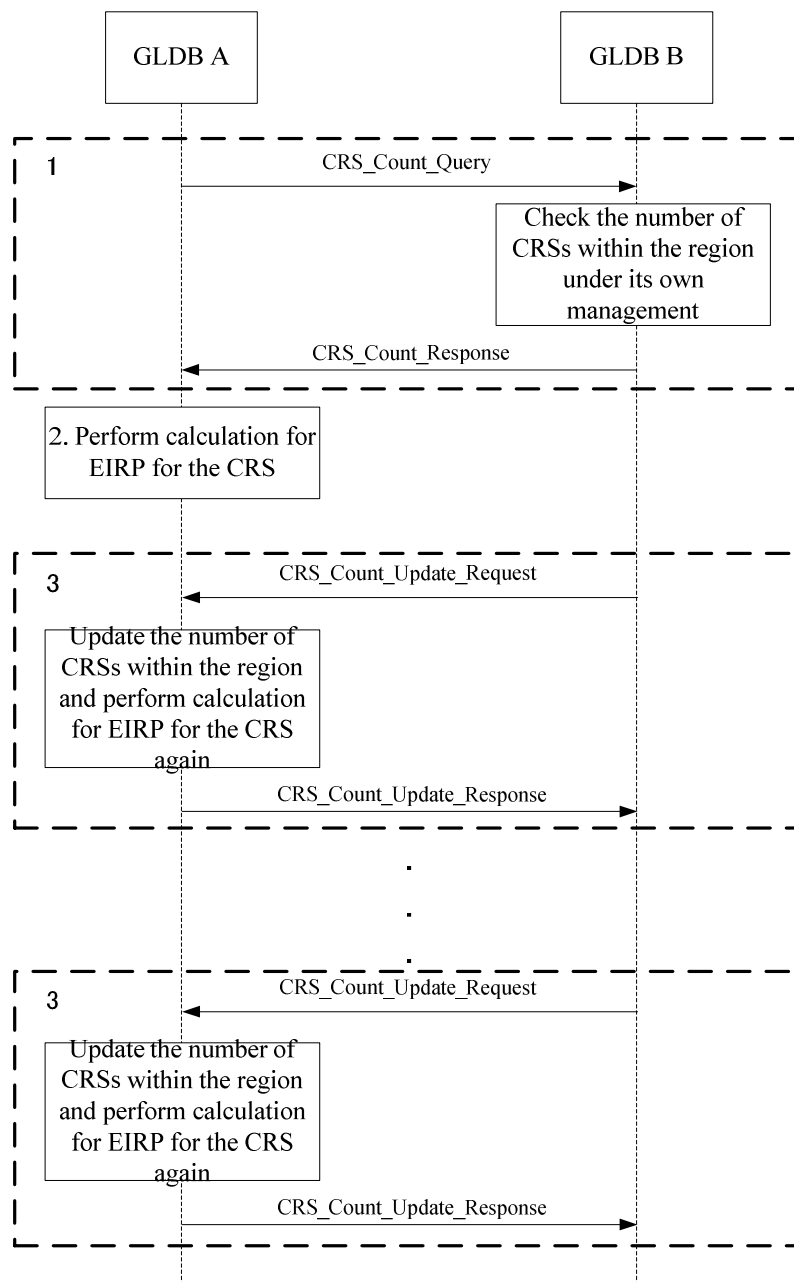 GLDB A
GLDB B
1
CRS_Count_Query
Check the number of
CRSs within the region
under its own
management
CRS_Count_Response
2. Perform calculation for
EIRP for the CRS
3
CRS_Count_Update_Request
Update the number of
CRSs within the region
and perform calculation
for EIRP for the CRS
again
CRS_Count_Update_Response
.
.
.
3
CRS_Count_Update_Request
Update the number of
CRSs within the region
and perform calculation
for EIRP for the CRS
again
CRS_Count_Update_Response